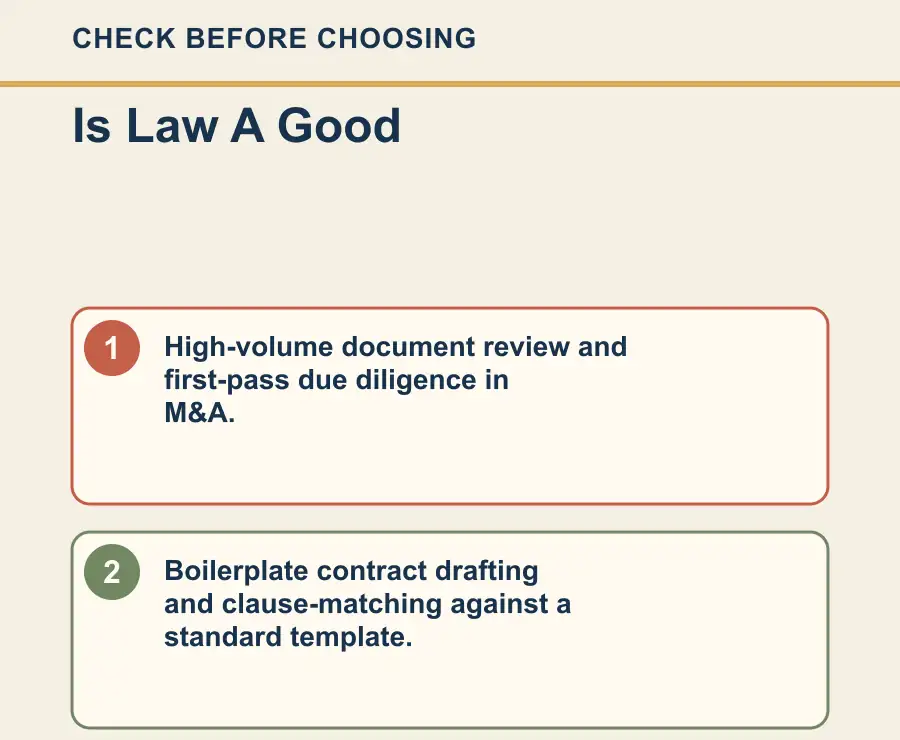 CHECK BEFORE CHOOSING
Is Law A Good
1
High-volume document review and
first-pass due diligence in
M&A.
2
Boilerplate contract drafting
and clause-matching against a
standard template.